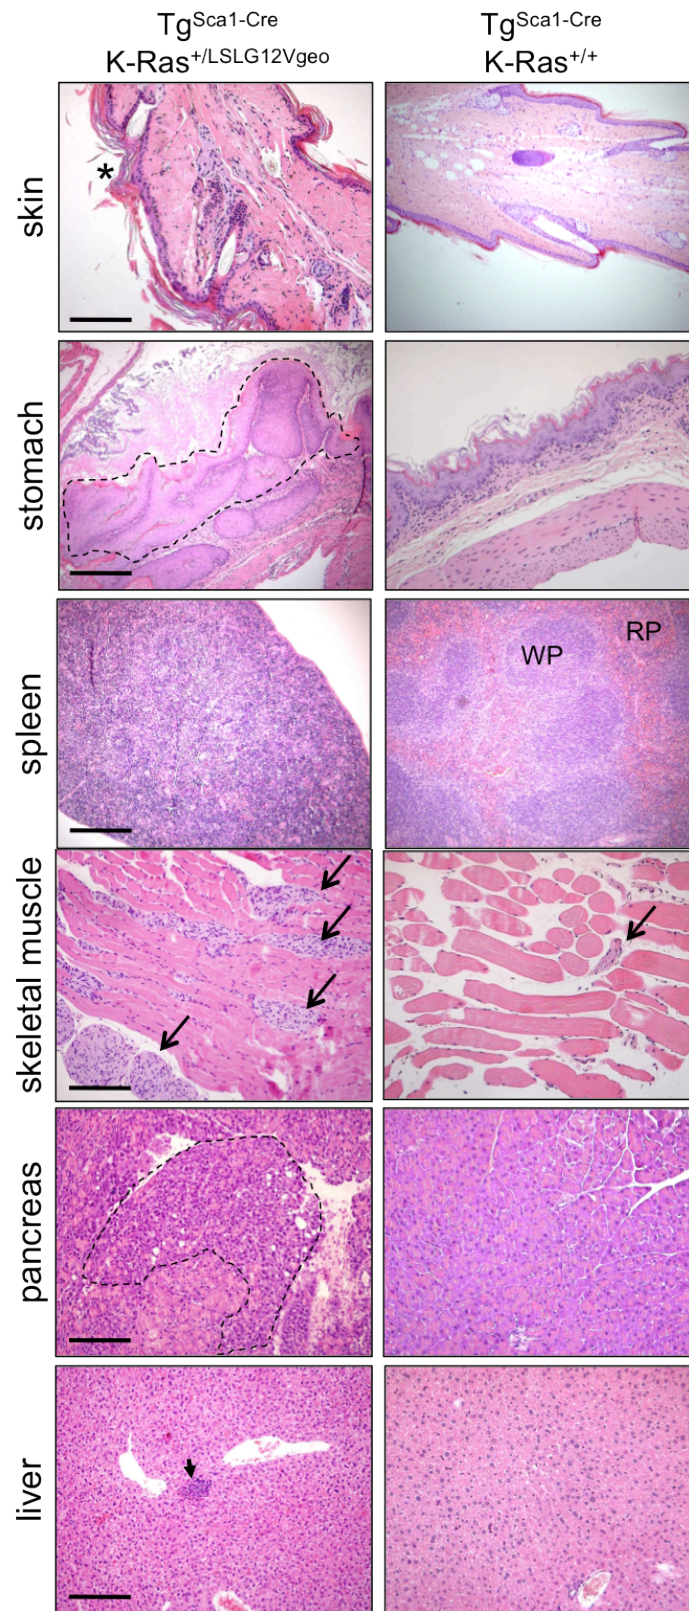 Tg^Sca1-Cre Tg^Sca1-Cre
K-Ras^+/LSLG12Vgeo K-Ras^+/+
skin
*
stomach
spleen
WP
RP
skeletal muscle
pancreas
liver